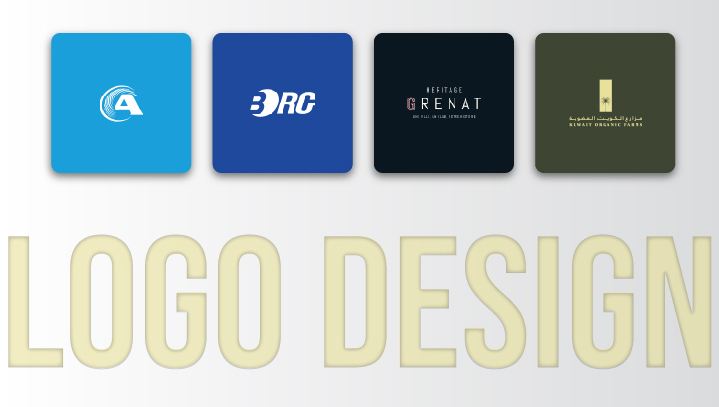 BRC
HERITAGE
GRENAT
مزارع الكويت العضوية
KUWAIT ORGANIC FARMS
LOGO DESIGN